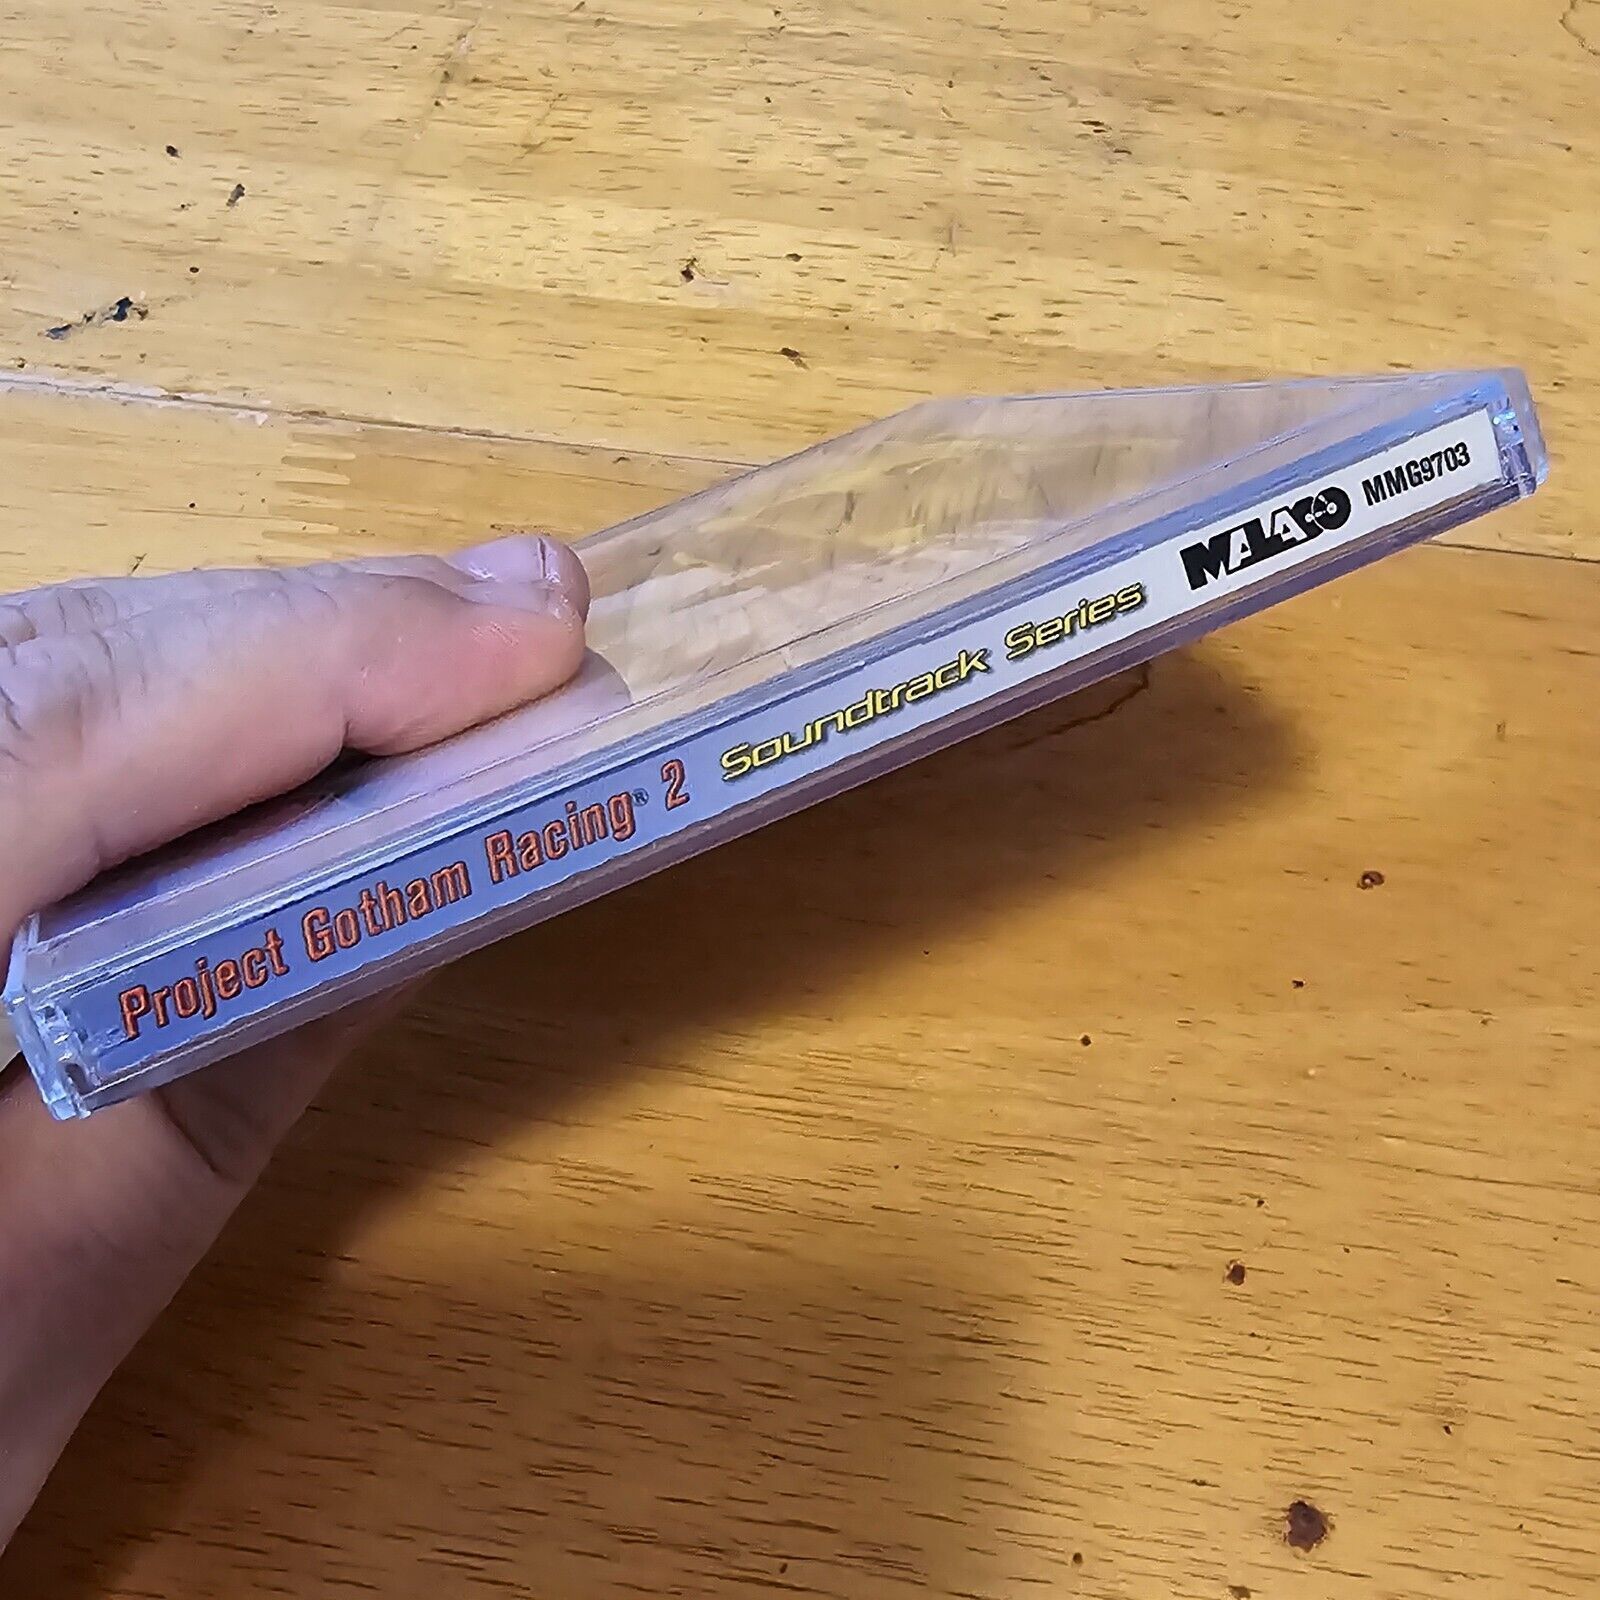 Project Gotham Racing® 2 Soundtrack Series MALACO MMG9703